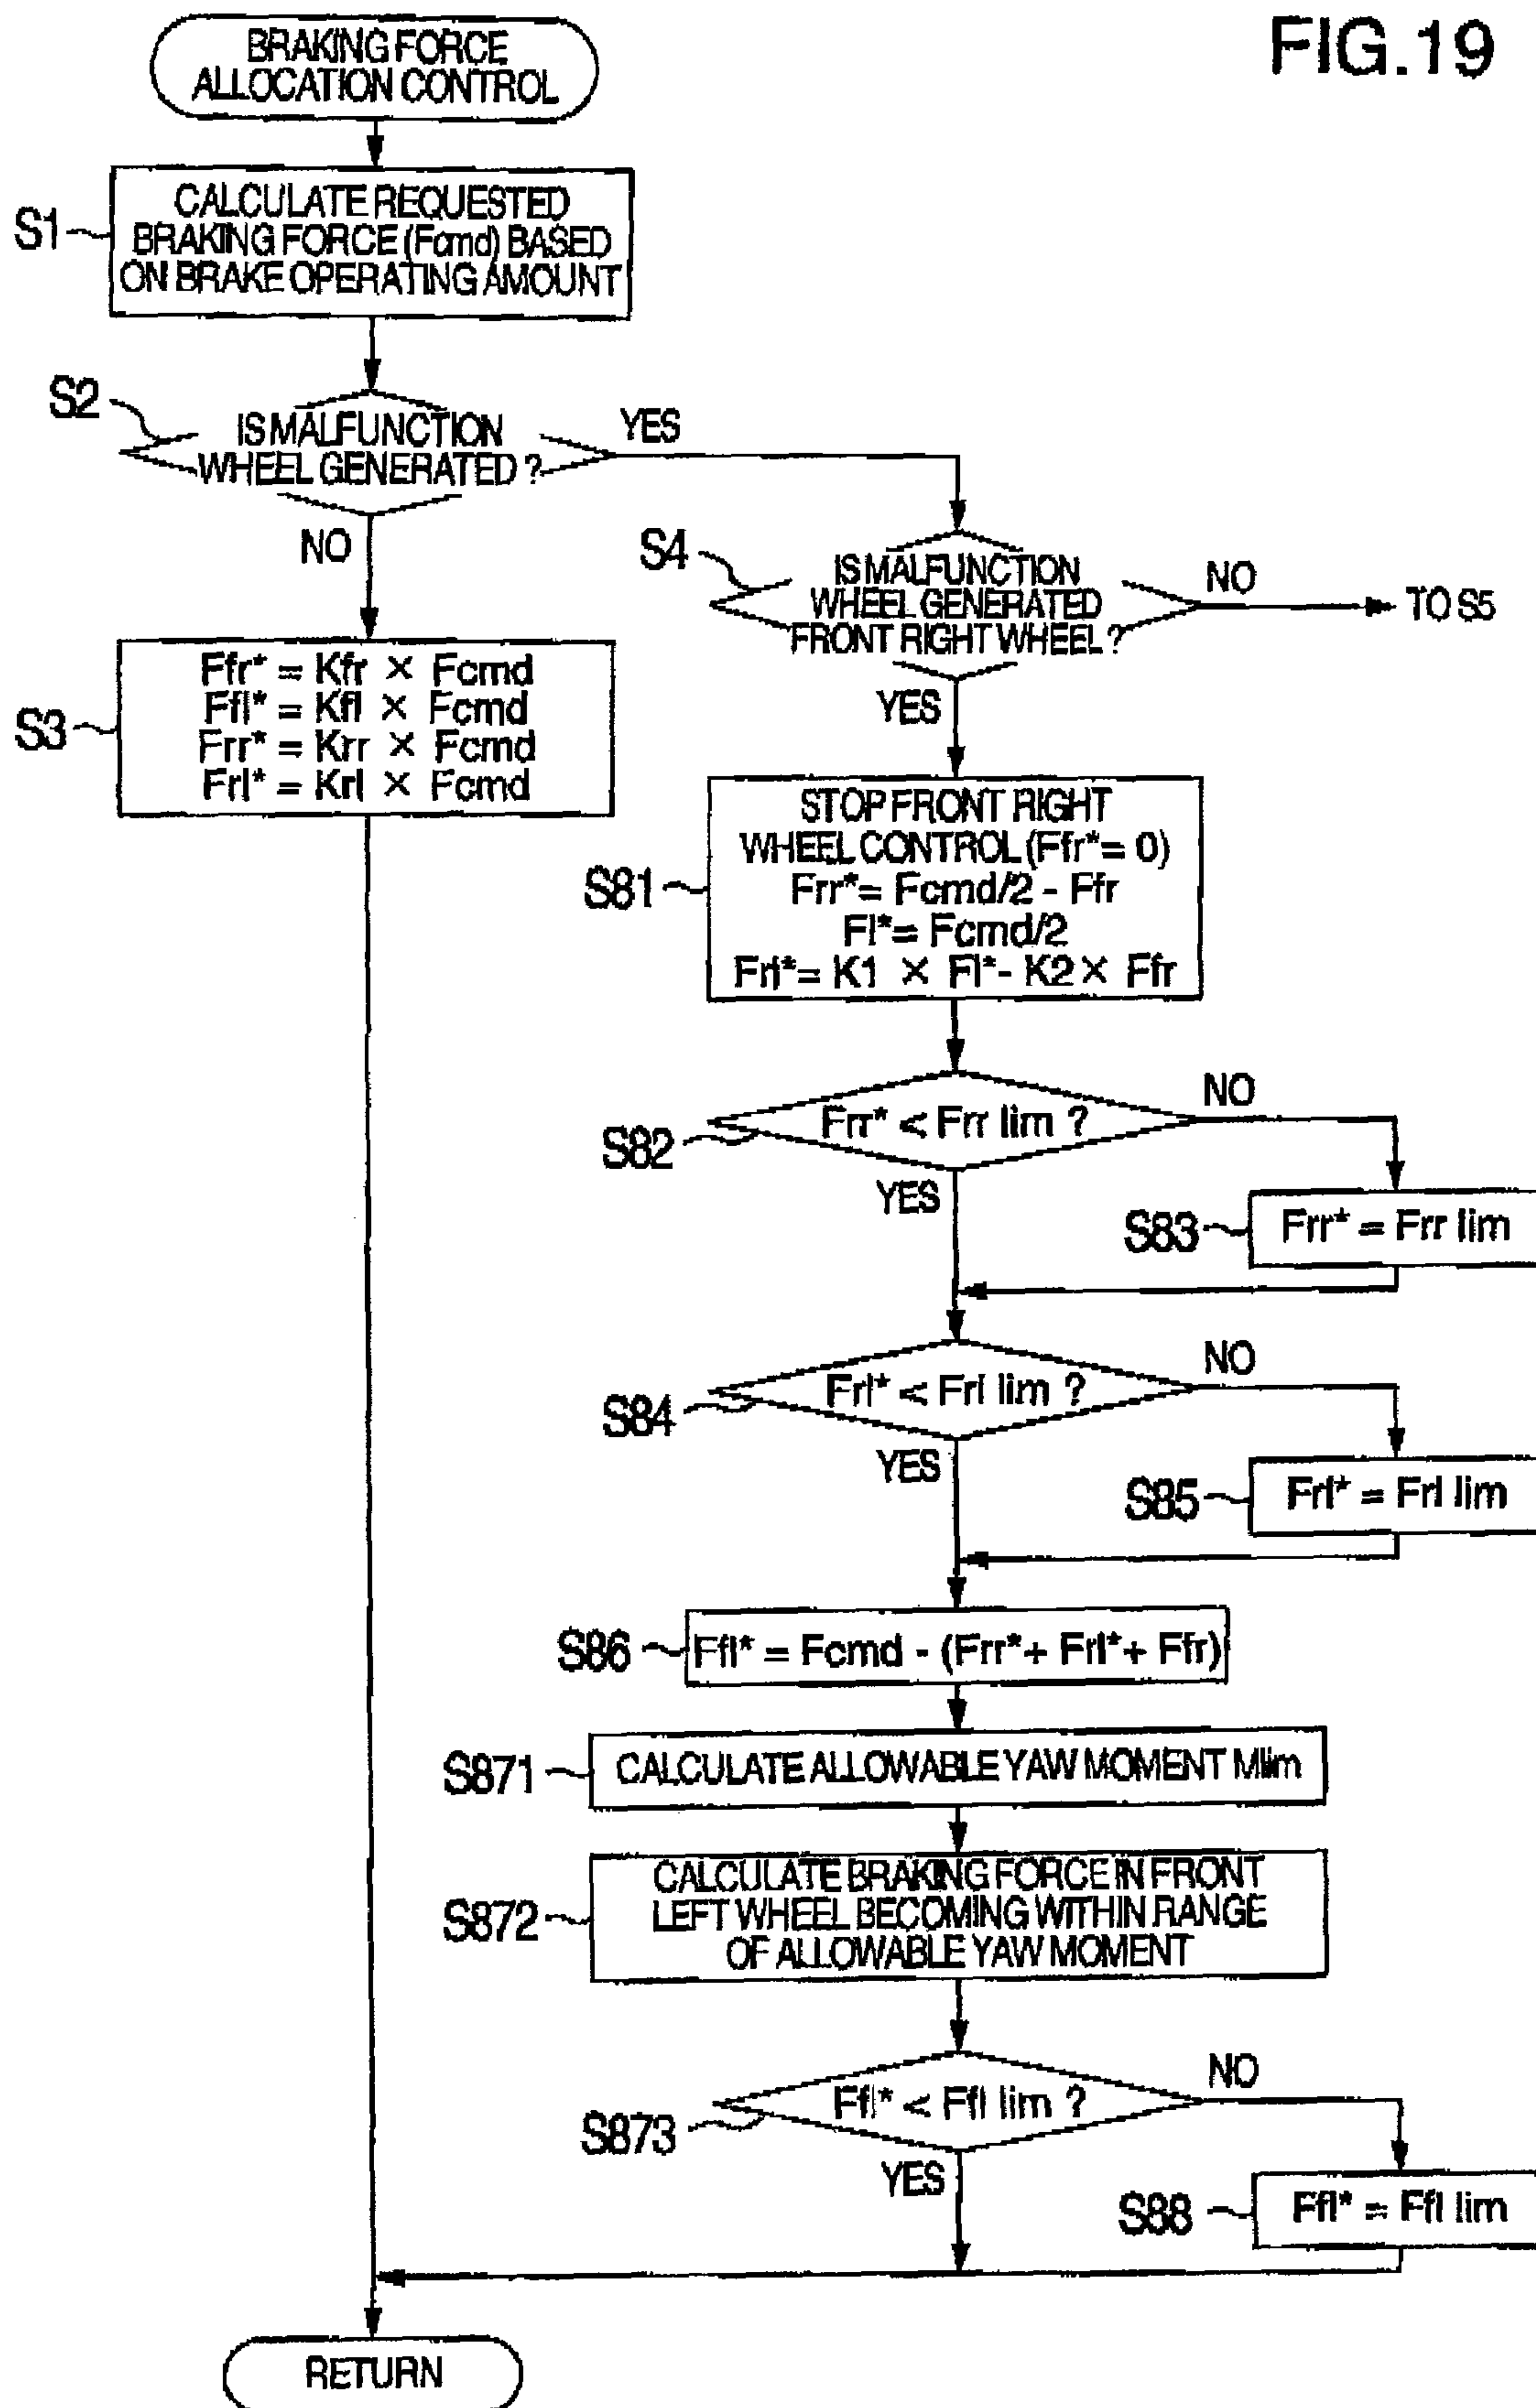 FIG.19
BRAKING FORCE
ALLOCATION CONTROL
S1
CALCULATE REQUESTED
BRAKING FORCE (Fcmd) BASED
ON BRAKE OPERATING AMOUNT
S2
IS MALFUNCTION
WHEEL GENERATED ?
YES
NO
S3
Ffr* = Kfr × Fcmd
Ffl* = Kfl × Fcmd
Frr* = Krr × Fcmd
Frl* = Krl × Fcmd
S4
IS MALFUNCTION
WHEEL GENERATED
FRONT RIGHT WHEEL?
NO
TO S5
YES
S81
STOP FRONT RIGHT
WHEEL CONTROL (Ffr*= 0)
Frr*= Fcmd/2 - Ffr
Fl*= Fcmd/2
Frl*= K1 × Fl*- K2 × Ffr
S82
Frr* < Frr lim ?
NO
YES
S83
Frr* = Frr lim
S84
Frl* < Frl lim ?
NO
YES
S85
Frl* = Frl lim
S86
Ffl* = Fcmd - (Frr*+ Frl*+ Ffr)
S871
CALCULATE ALLOWABLE YAW MOMENT Mlim
S872
CALCULATE BRAKING FORCE IN FRONT
LEFT WHEEL BECOMING WITHIN RANGE
OF ALLOWABLE YAW MOMENT
S873
Ffl* < Ffl lim ?
NO
YES
S88
Ffl* = Ffl lim
RETURN